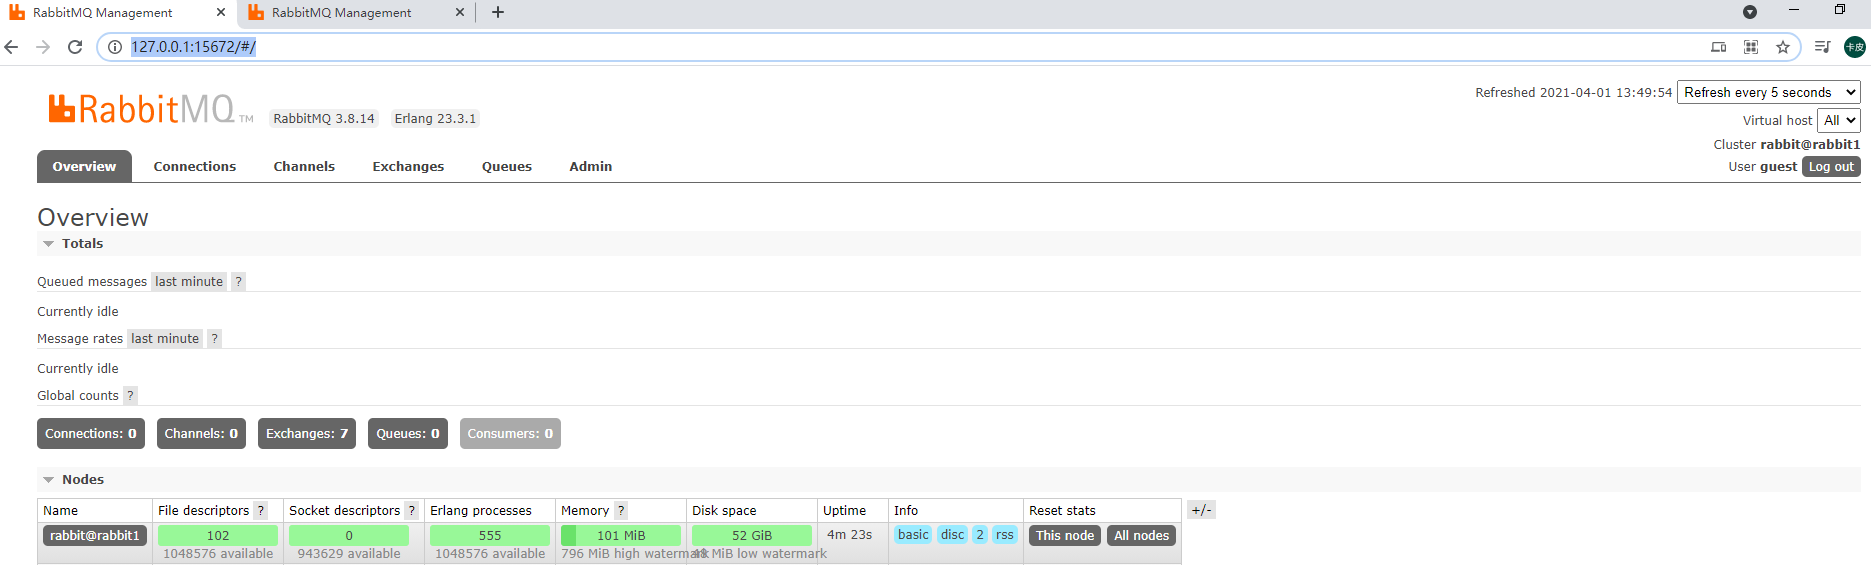 RabbitMQ Management
RabbitMQ Management
127.0.0.1:15672/#/
卡皮
RabbitMQ TM RabbitMQ 3.8.14 Erlang 23.3.1
Refreshed 2021-04-01 13:49:54 Refresh every 5 seconds
Virtual host All
Cluster rabbit@rabbit1
User guest Log out
Overview Connections Channels Exchanges Queues Admin
Overview
Totals
Queued messages last minute ?
Currently idle
Message rates last minute ?
Currently idle
Global counts ?
Connections: 0 Channels: 0 Exchanges: 7 Queues: 0 Consumers: 0
Nodes
Name File descriptors ? Socket descriptors ? Erlang processes Memory ? Disk space Uptime Info Reset stats +/-
rabbit@rabbit1 102 0 555 101 MiB 52 GiB 4m 23s basic disc 2 rss This node All nodes
1048576 available 943629 available 1048576 available 796 MiB high watermark 48 MiB low watermark